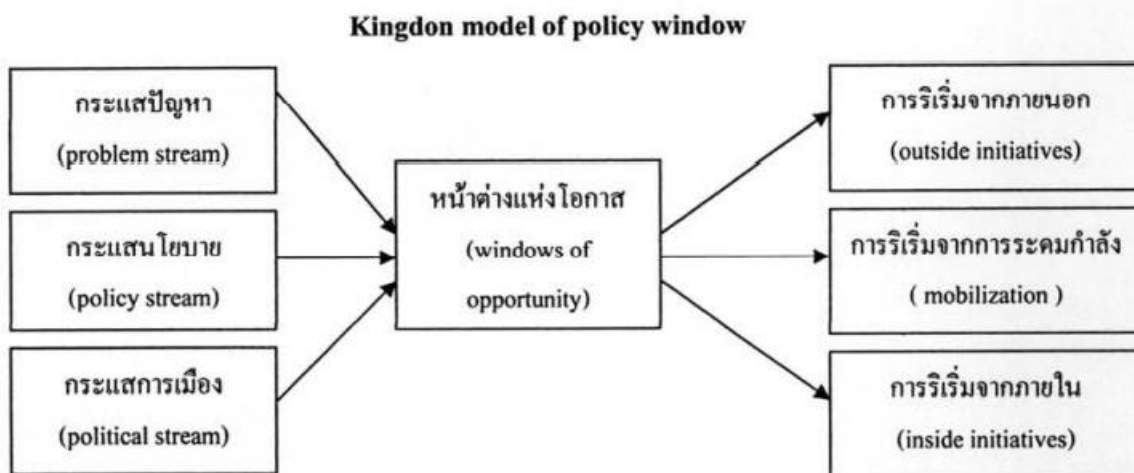 Kingdon model of policy window
กระแสปัญหา
(problem stream)
กระแสนโยบาย
(policy stream)
กระแสการเมือง
(political stream)
หน้าต่างแห่งโอกาส
(windows of
opportunity)
การริเริ่มจากภายนอก
(outside initiatives)
การริเริ่มจากการระดมกำลัง
( mobilization )
การริเริ่มจากภายใน
(inside initiatives)